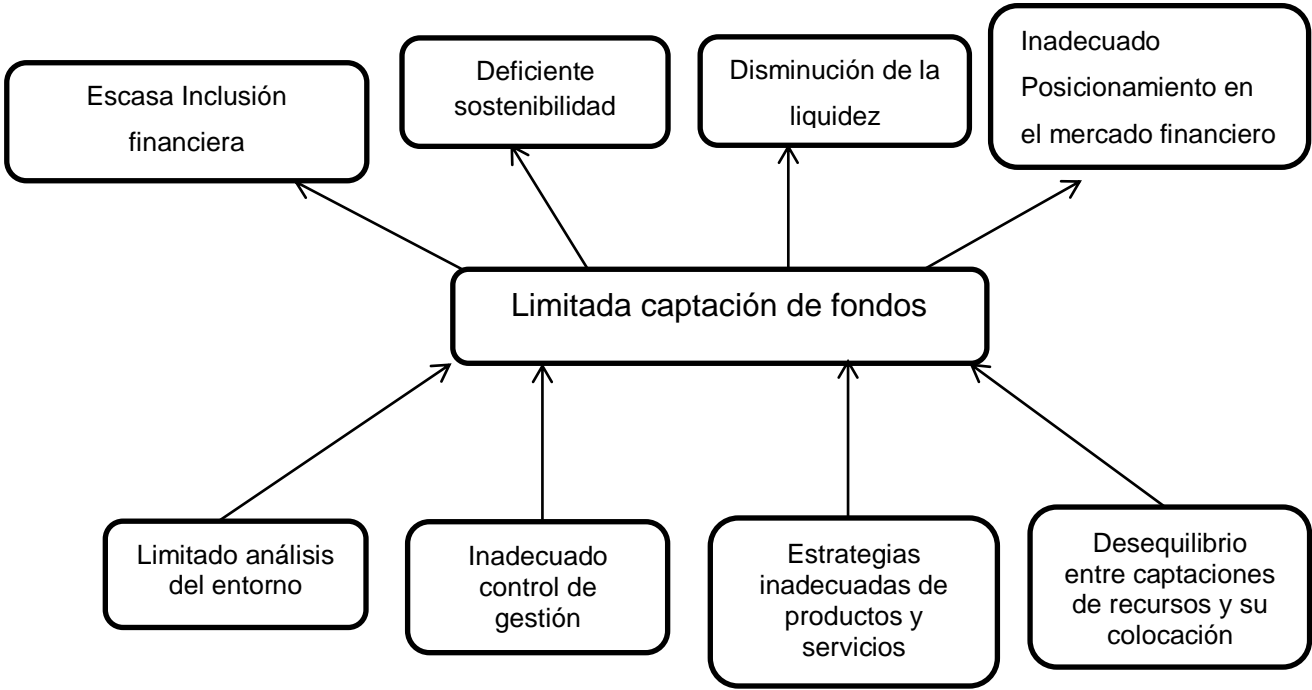 Escasa Inclusión
financiera
Deficiente
sostenibilidad
Disminución de la
liquidez
Inadecuado
Posicionamiento en
el mercado financiero
Limitada captación de fondos
Limitado análisis
del entorno
Inadecuado
control de
gestión
Estrategias
inadecuadas de
productos y
servicios
Desequilibrio
entre captaciones
de recursos y su
colocación